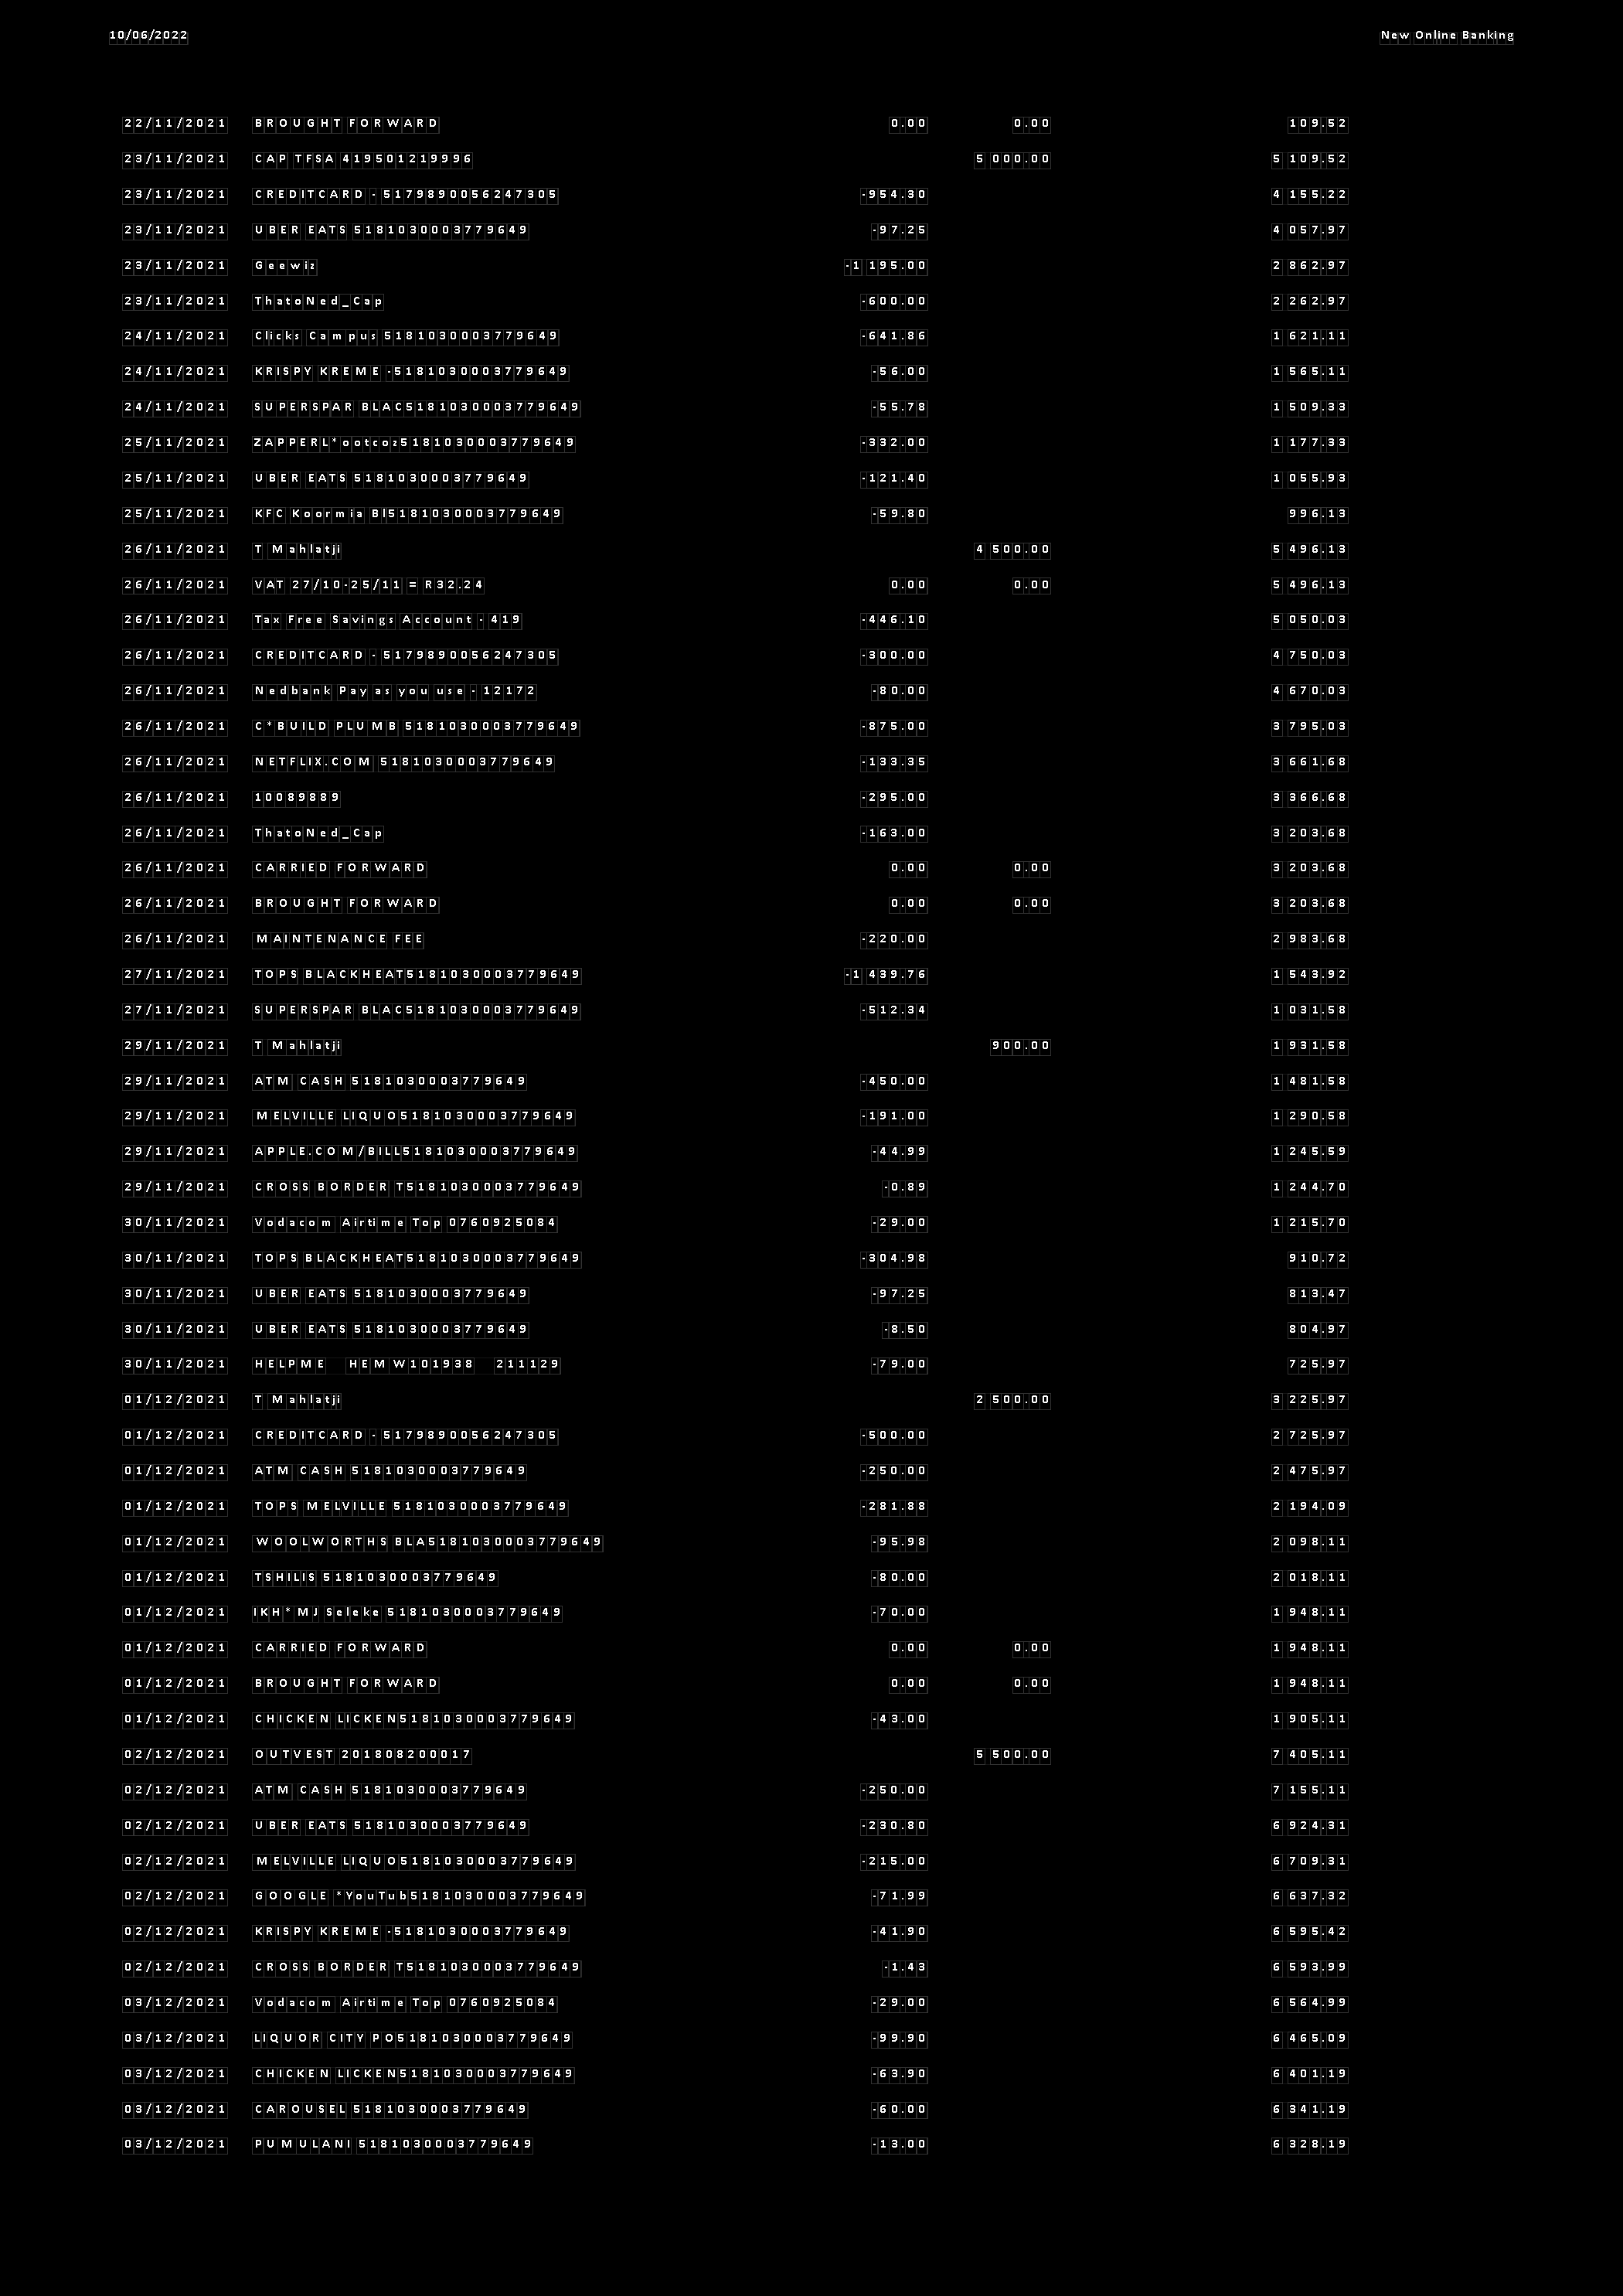 10/06/2022 New Online Banking
22/11/2021 BROUGHT FORWARD 0.00 0.00 109.52
23/11/2021 CAP TFSA 419501219996 5 000.00 5 109.52
23/11/2021 CREDITCARD - 5179890056247305 -954.30 4 155.22
23/11/2021 UBER EATS 5181030003779649 -97.25 4 057.97
23/11/2021 Geewiz -1 195.00 2 862.97
23/11/2021 ThatoNed_Cap -600.00 2 262.97
24/11/2021 Clicks Campus 5181030003779649 -641.86 1 621.11
24/11/2021 KRISPY KREME -5181030003779649 -56.00 1 565.11
24/11/2021 SUPERSPAR BLAC5181030003779649 -55.78 1 509.33
25/11/2021 ZAPPERL*ootcoz5181030003779649 -332.00 1 177.33
25/11/2021 UBER EATS 5181030003779649 -121.40 1 055.93
25/11/2021 KFC Koormia Bl5181030003779649 -59.80 996.13
26/11/2021 T Mahlatji 4 500.00 5 496.13
26/11/2021 VAT 27/10-25/11 = R32.24 0.00 0.00 5 496.13
26/11/2021 Tax Free Savings Account - 419 -446.10 5 050.03
26/11/2021 CREDITCARD - 5179890056247305 -300.00 4 750.03
26/11/2021 Nedbank Pay as you use - 12172 -80.00 4 670.03
26/11/2021 C*BUILD PLUMB 5181030003779649 -875.00 3 795.03
26/11/2021 NETFLIX.COM 5181030003779649 -133.35 3 661.68
26/11/2021 10089889 -295.00 3 366.68
26/11/2021 ThatoNed_Cap -163.00 3 203.68
26/11/2021 CARRIED FORWARD 0.00 0.00 3 203.68
26/11/2021 BROUGHT FORWARD 0.00 0.00 3 203.68
26/11/2021 MAINTENANCE FEE -220.00 2 983.68
27/11/2021 TOPS BLACKHEAT5181030003779649 -1 439.76 1 543.92
27/11/2021 SUPERSPAR BLAC5181030003779649 -512.34 1 031.58
29/11/2021 T Mahlatji 900.00 1 931.58
29/11/2021 ATM CASH 5181030003779649 -450.00 1 481.58
29/11/2021 MELVILLE LIQUO5181030003779649 -191.00 1 290.58
29/11/2021 APPLE.COM/BILL5181030003779649 -44.99 1 245.59
29/11/2021 CROSS BORDER T5181030003779649 -0.89 1 244.70
30/11/2021 Vodacom Airtime Top 0760925084 -29.00 1 215.70
30/11/2021 TOPS BLACKHEAT5181030003779649 -304.98 910.72
30/11/2021 UBER EATS 5181030003779649 -97.25 813.47
30/11/2021 UBER EATS 5181030003779649 -8.50 804.97
30/11/2021 HELPME HEMW101938 211129 -79.00 725.97
01/12/2021 T Mahlatji 2 500.00 3 225.97
01/12/2021 CREDITCARD - 5179890056247305 -500.00 2 725.97
01/12/2021 ATM CASH 5181030003779649 -250.00 2 475.97
01/12/2021 TOPS MELVILLE 5181030003779649 -281.88 2 194.09
01/12/2021 WOOLWORTHS BLA5181030003779649 -95.98 2 098.11
01/12/2021 TSHILIS 5181030003779649 -80.00 2 018.11
01/12/2021 IKH*MJ Seleke 5181030003779649 -70.00 1 948.11
01/12/2021 CARRIED FORWARD 0.00 0.00 1 948.11
01/12/2021 BROUGHT FORWARD 0.00 0.00 1 948.11
01/12/2021 CHICKEN LICKEN5181030003779649 -43.00 1 905.11
02/12/2021 OUTVEST 201808200017 5 500.00 7 405.11
02/12/2021 ATM CASH 5181030003779649 -250.00 7 155.11
02/12/2021 UBER EATS 5181030003779649 -230.80 6 924.31
02/12/2021 MELVILLE LIQUO5181030003779649 -215.00 6 709.31
02/12/2021 GOOGLE *YouTub5181030003779649 -71.99 6 637.32
02/12/2021 KRISPY KREME -5181030003779649 -41.90 6 595.42
02/12/2021 CROSS BORDER T5181030003779649 -1.43 6 593.99
03/12/2021 Vodacom Airtime Top 0760925084 -29.00 6 564.99
03/12/2021 LIQUOR CITY PO5181030003779649 -99.90 6 465.09
03/12/2021 CHICKEN LICKEN5181030003779649 -63.90 6 401.19
03/12/2021 CAROUSEL 5181030003779649 -60.00 6 341.19
03/12/2021 PUMULANI 5181030003779649 -13.00 6 328.19